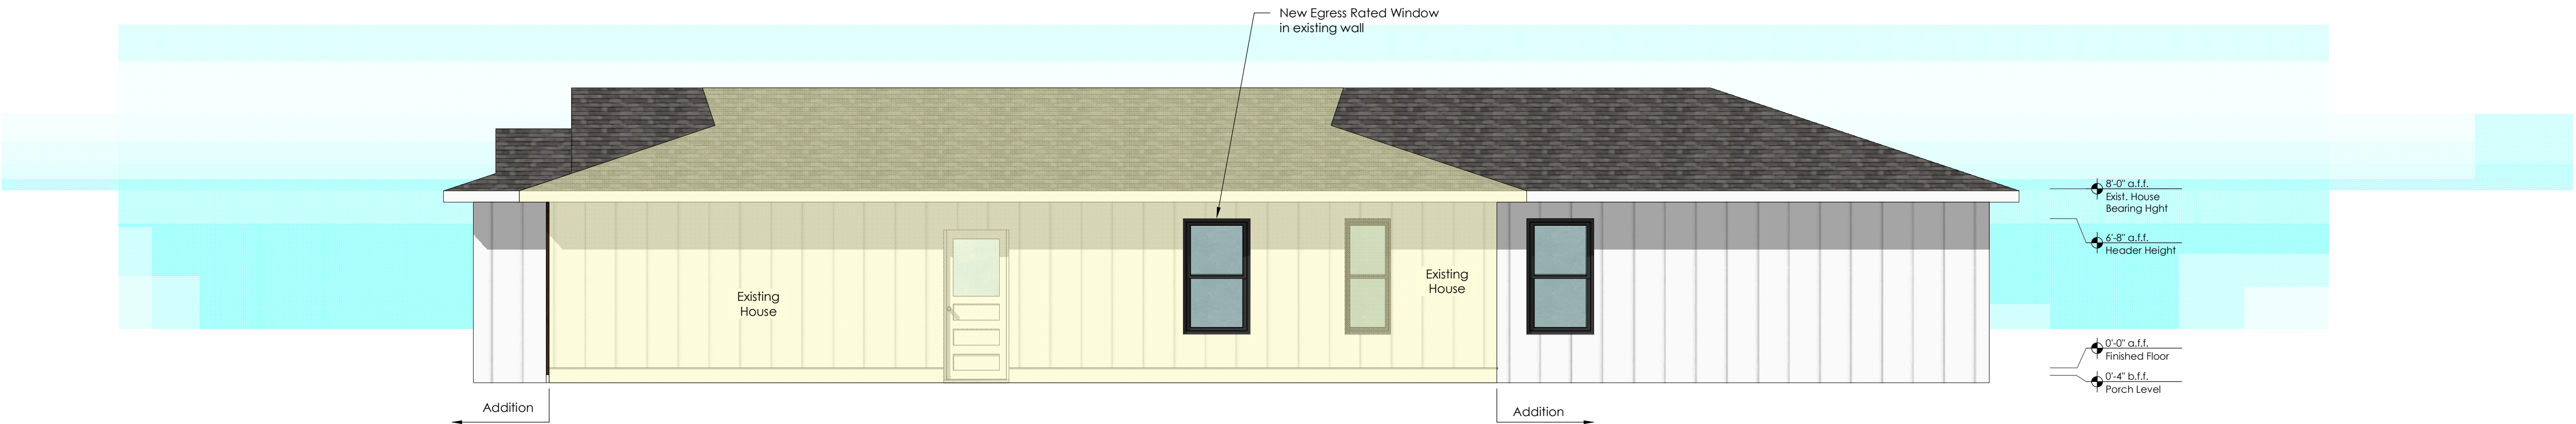 New Egress Rated Window
in existing wall
8'-0" a.f.f.
Exist. House
Bearing Hght
6'-8" a.f.f.
Header Height
Existing
House
Existing
House
0'-0" a.f.f.
Finished Floor
0'-4" b.f.f.
Porch Level
Addition
Addition